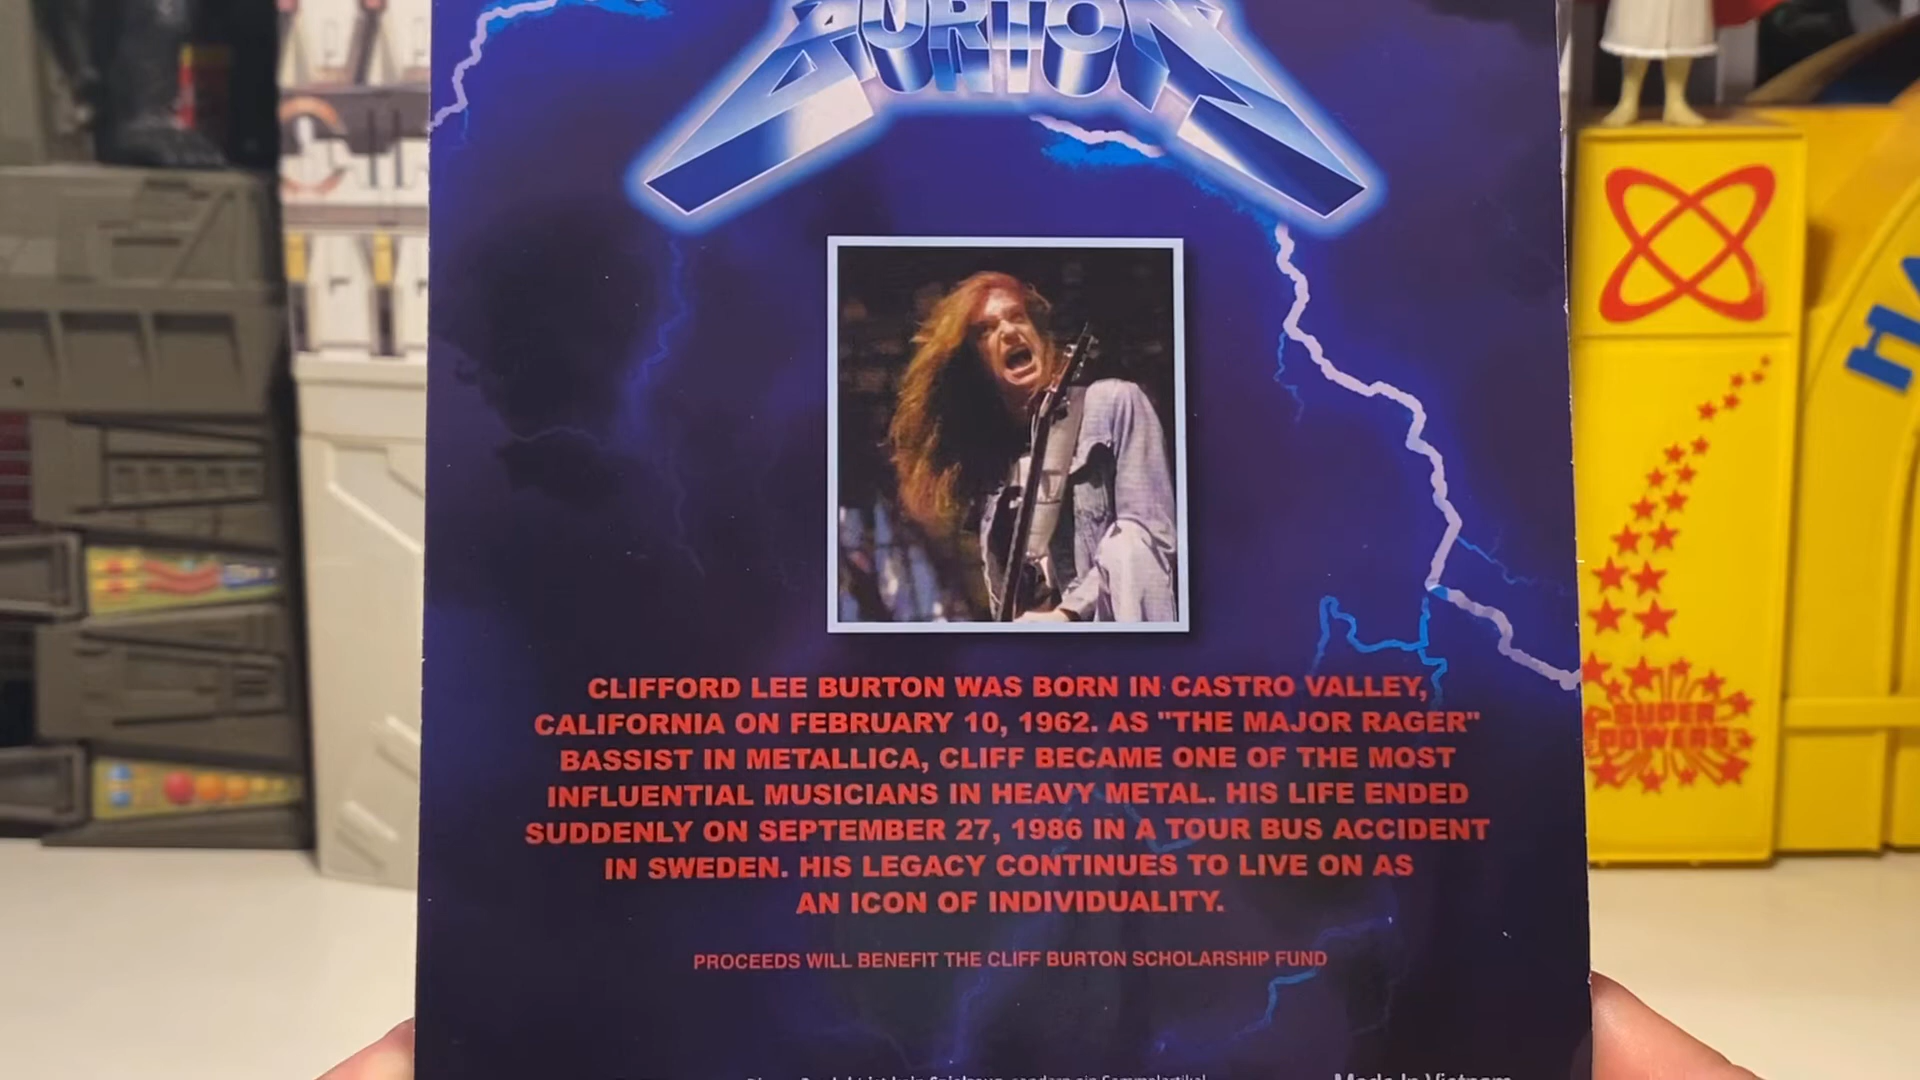 BURTON
CLIFFORD LEE BURTON WAS BORN IN CASTRO VALLEY,
CALIFORNIA ON FEBRUARY 10, 1962. AS "THE MAJOR RAGER"
BASSIST IN METALLICA, CLIFF BECAME ONE OF THE MOST
INFLUENTIAL MUSICIANS IN HEAVY METAL. HIS LIFE ENDED
SUDDENLY ON SEPTEMBER 27, 1986 IN A TOUR BUS ACCIDENT
IN SWEDEN. HIS LEGACY CONTINUES TO LIVE ON AS
AN ICON OF INDIVIDUALITY.
PROCEEDS WILL BENEFIT THE CLIFF BURTON SCHOLARSHIP FUND
Made In Vietnam
SUPER
POWERS